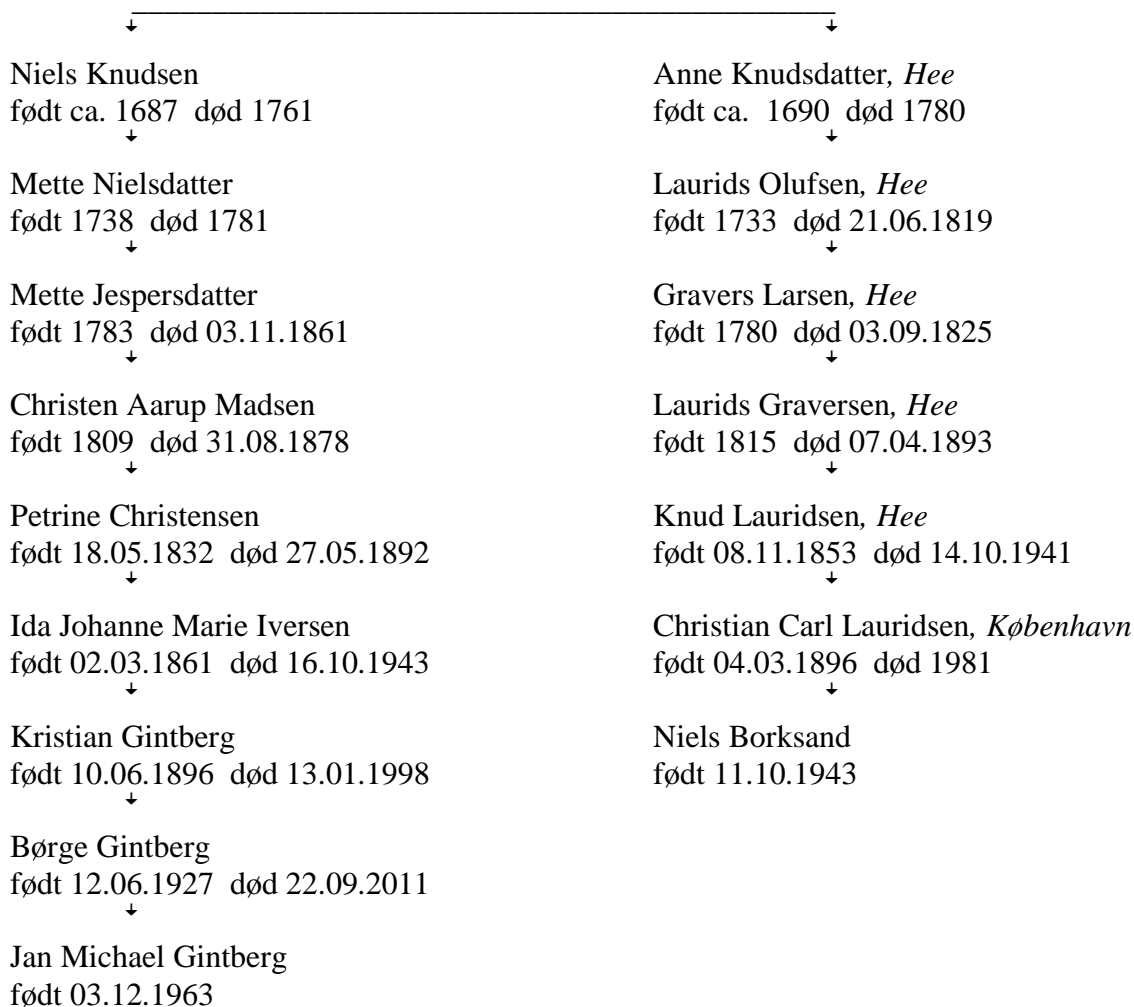 Niels Knudsen
født ca. 1687 død 1761
Mette Nielsdatter
født 1738 død 1781
Mette Jespersdatter
født 1783 død 03.11.1861
Christen Aarup Madsen
født 1809 død 31.08.1878
Petrine Christensen
født 18.05.1832 død 27.05.1892
Ida Johanne Marie Iversen
født 02.03.1861 død 16.10.1943
Kristian Gintberg
født 10.06.1896 død 13.01.1998
Børge Gintberg
født 12.06.1927 død 22.09.2011
Jan Michael Gintberg
født 03.12.1963
Anne Knudsdatter, Hee
født ca. 1690 død 1780
Laurids Olufsen, Hee
født 1733 død 21.06.1819
Gravers Larsen, Hee
født 1780 død 03.09.1825
Laurids Graversen, Hee
født 1815 død 07.04.1893
Knud Lauridsen, Hee
født 08.11.1853 død 14.10.1941
Christian Carl Lauridsen, København
født 04.03.1896 død 1981
Niels Borksand
født 11.10.1943